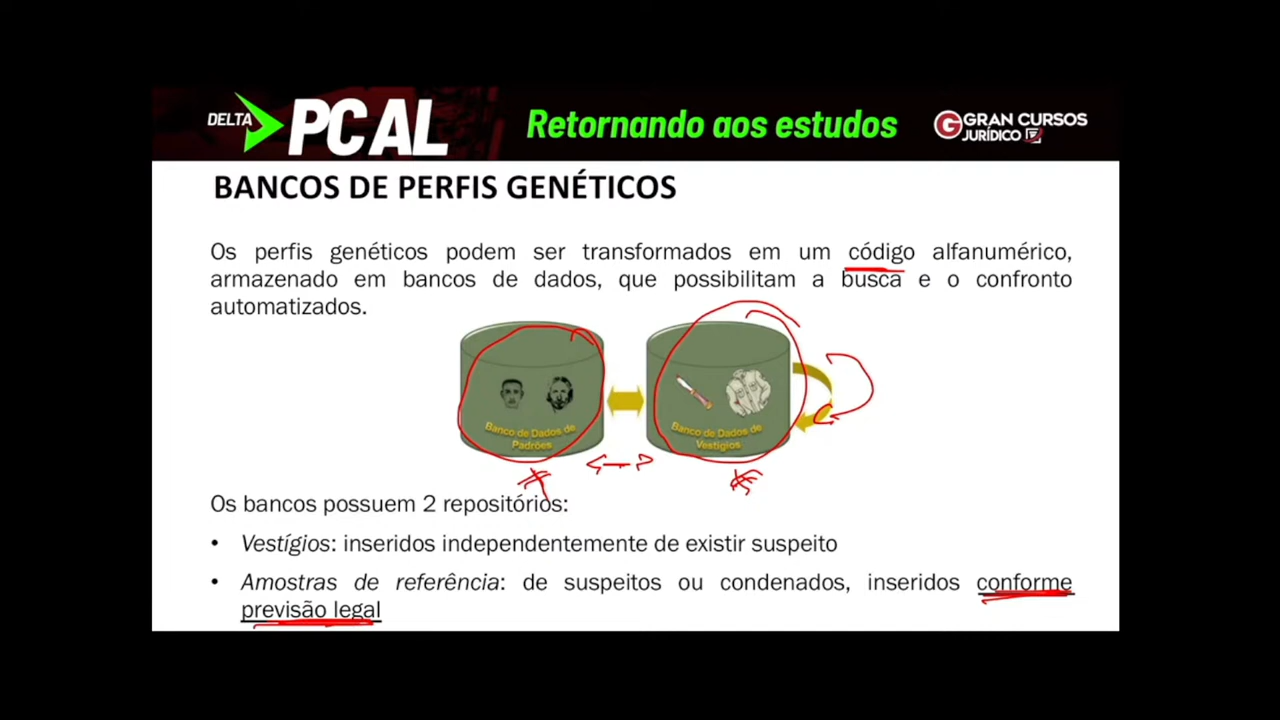 DELTA PC AL Retornando aos estudos GRAN CURSOS
JURÍDICO
BANCOS DE PERFIS GENÉTICOS
Os perfis genéticos podem ser transformados em um código alfanumérico,
armazenado em bancos de dados, que possibilitam a busca e o confronto
automatizados.
Banco de Dados de
Padrões
Banco de Dados de
Vestígios
Os bancos possuem 2 repositórios:
• Vestígios: inseridos independentemente de existir suspeito
• Amostras de referência: de suspeitos ou condenados, inseridos conforme
previsão legal